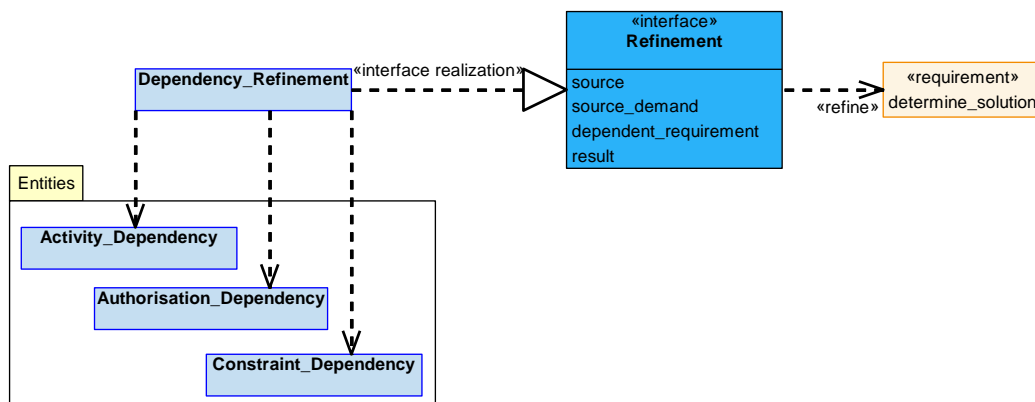 «interface»
Refinement
Dependency_Refinement
«interface realization»
source
source_demand
dependent_requirement
result
«refine»
«requirement»
determine_solution
Entities
Activity_Dependency
Authorisation_Dependency
Constraint_Dependency